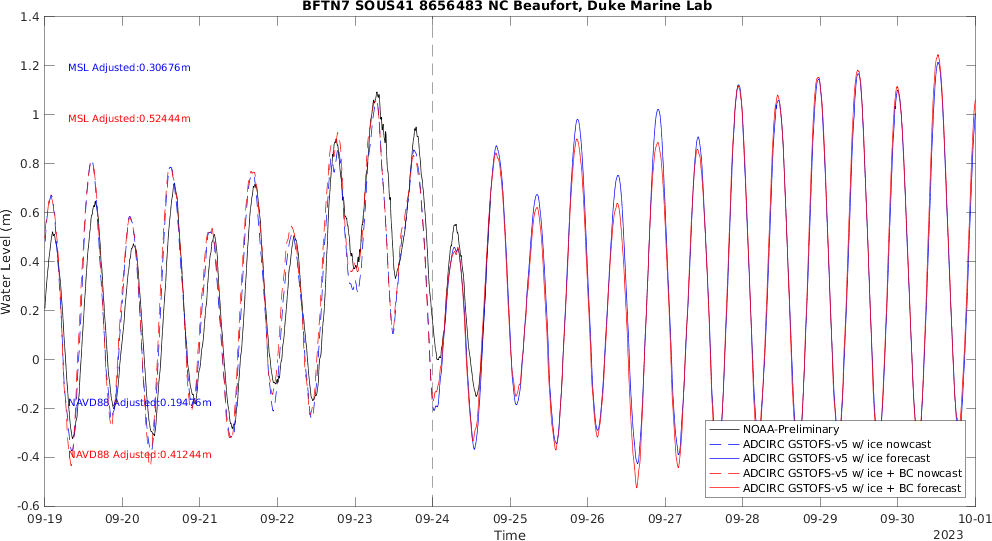 BFTN7 SOUS41 8656483 NC Beaufort, Duke Marine Lab
1.4
1.2
1
0.8
0.6
0.4
0.2
0
-0.2
-0.4
-0.6
Water Level (m)
MSL Adjusted:0.30676m
MSL Adjusted:0.52444m
NAVD88 Adjusted:0.19476m
NAVD88 Adjusted:0.41244m
NOAA-Preliminary
ADCIRC GSTOFS-v5 w/ ice nowcast
ADCIRC GSTOFS-v5 w/ ice forecast
ADCIRC GSTOFS-v5 w/ ice + BC nowcast
ADCIRC GSTOFS-v5 w/ ice + BC forecast
09-19 09-20 09-21 09-22 09-23 09-24 09-25 09-26 09-27 09-28 09-29 09-30 10-01
Time
2023